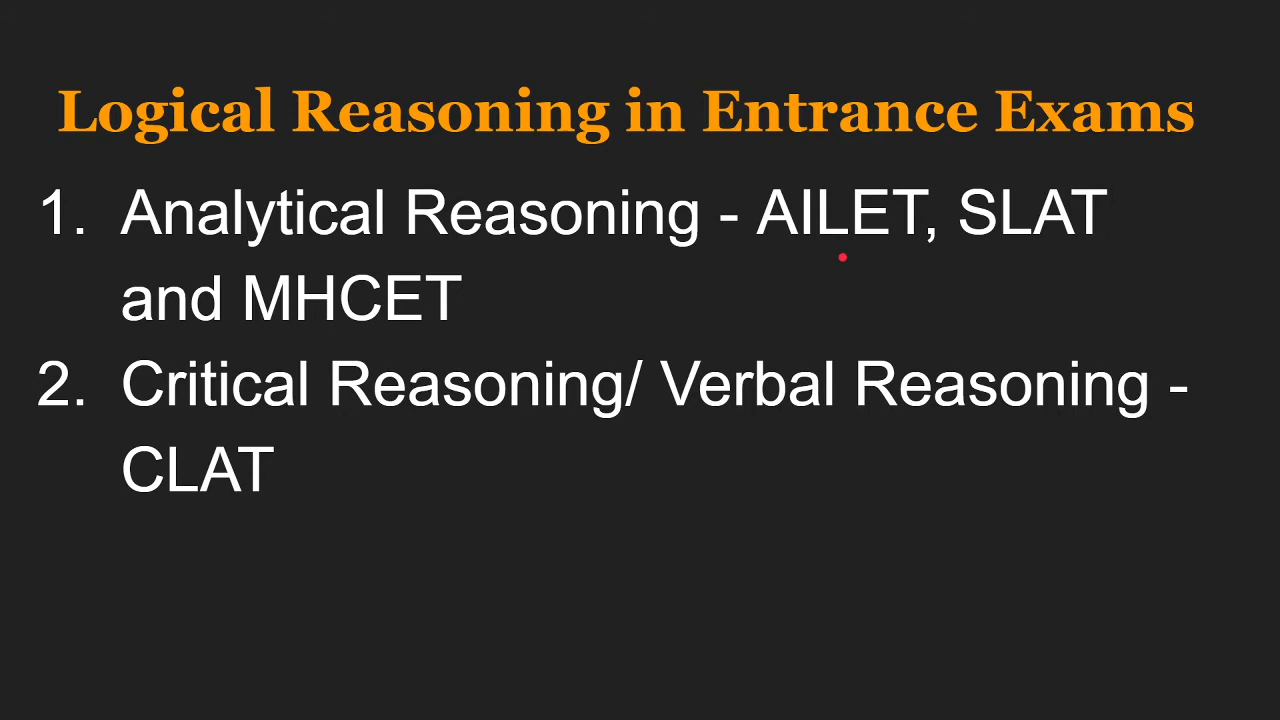 Logical Reasoning in Entrance Exams
1. Analytical Reasoning - AILET, SLAT
and MHCET
2. Critical Reasoning/ Verbal Reasoning -
CLAT